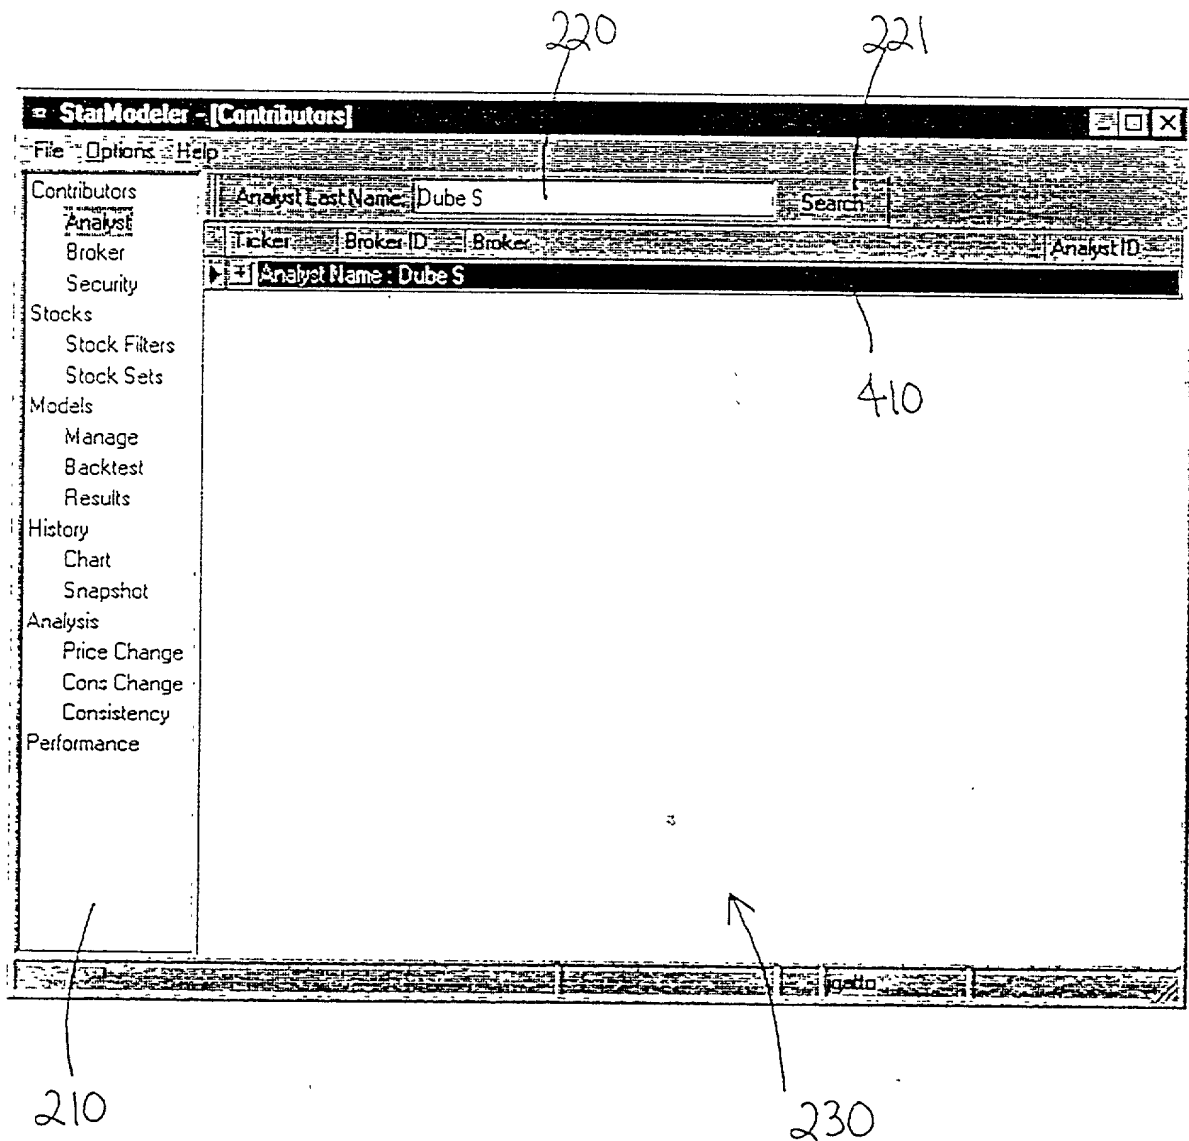 220 221
StarModeler - [Contributors]
File Options Help
Contributors
Analyst
Broker
Security
Stocks
Stock Filters
Stock Sets
Models
Manage
Backtest
Results
History
Chart
Snapshot
Analysis
Price Change
Cons Change
Consistency
Performance
Analyst Last Name: Dube S Search
Ticker Broker ID Broker Analyst ID
Analyst Name : Dube S
410
jgatto
210 230